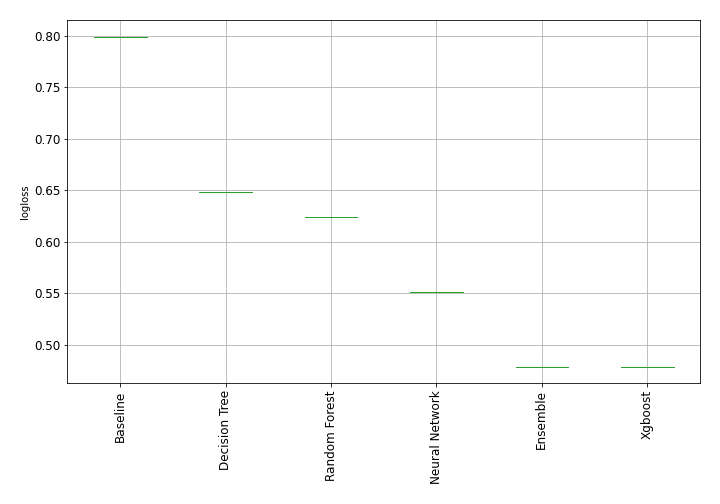 0.80
0.75
0.70
0.65
0.60
0.55
0.50
logloss
Baseline
Decision Tree
Random Forest
Neural Network
Ensemble
Xgboost